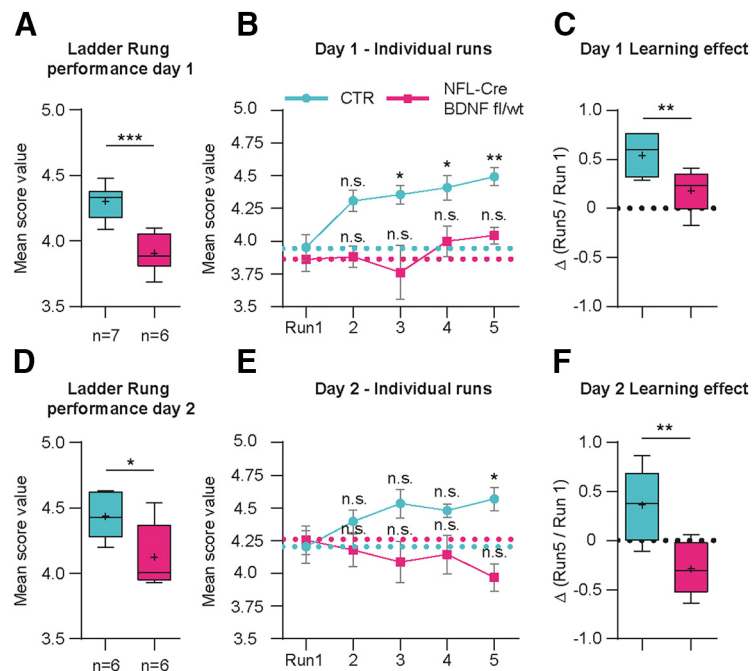 A
Ladder Rung
performance day 1
Mean score value
5.0
4.5
4.0
3.5
***
n=7
n=6
B
Day 1 - Individual runs
CTR
NFL-Cre
BDNF fl/wt
Mean score value
5.0
4.75
4.5
4.25
4.0
3.75
3.5
n.s.
*
*
**
n.s.
n.s.
n.s.
n.s.
Run1
2
3
4
5
C
Day 1 Learning effect
Δ (Run5 / Run 1)
1.0
0.5
0
-0.5
-1.0
**
D
Ladder Rung
performance day 2
Mean score value
5.0
4.5
4.0
3.5
*
n=6
n=6
E
Day 2 - Individual runs
Mean score value
5.0
4.75
4.5
4.25
4.0
3.75
3.5
n.s.
n.s.
n.s.
*
n.s.
n.s.
n.s.
n.s.
Run1
2
3
4
5
F
Day 2 Learning effect
Δ (Run5 / Run 1)
1.0
0.5
0
-0.5
-1.0
**